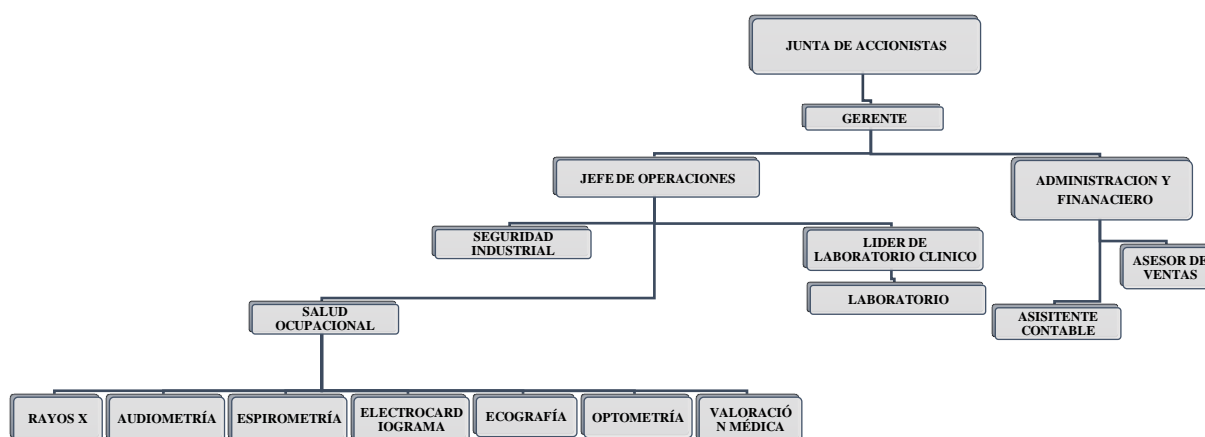 JUNTA DE ACCIONISTAS
GERENTE
JEFE DE OPERACIONES
ADMINISTRACION Y
FINANACIERO
SEGURIDAD
INDUSTRIAL
LIDER DE
LABORATORIO CLINICO
ASESOR DE
VENTAS
LABORATORIO
SALUD
OCUPACIONAL
ASISITENTE
CONTABLE
RAYOS X
AUDIOMETRÍA
ESPIROMETRÍA
ELECTROCARD
IOGRAMA
ECOGRAFÍA
OPTOMETRÍA
VALORACIÓ
N MÉDICA